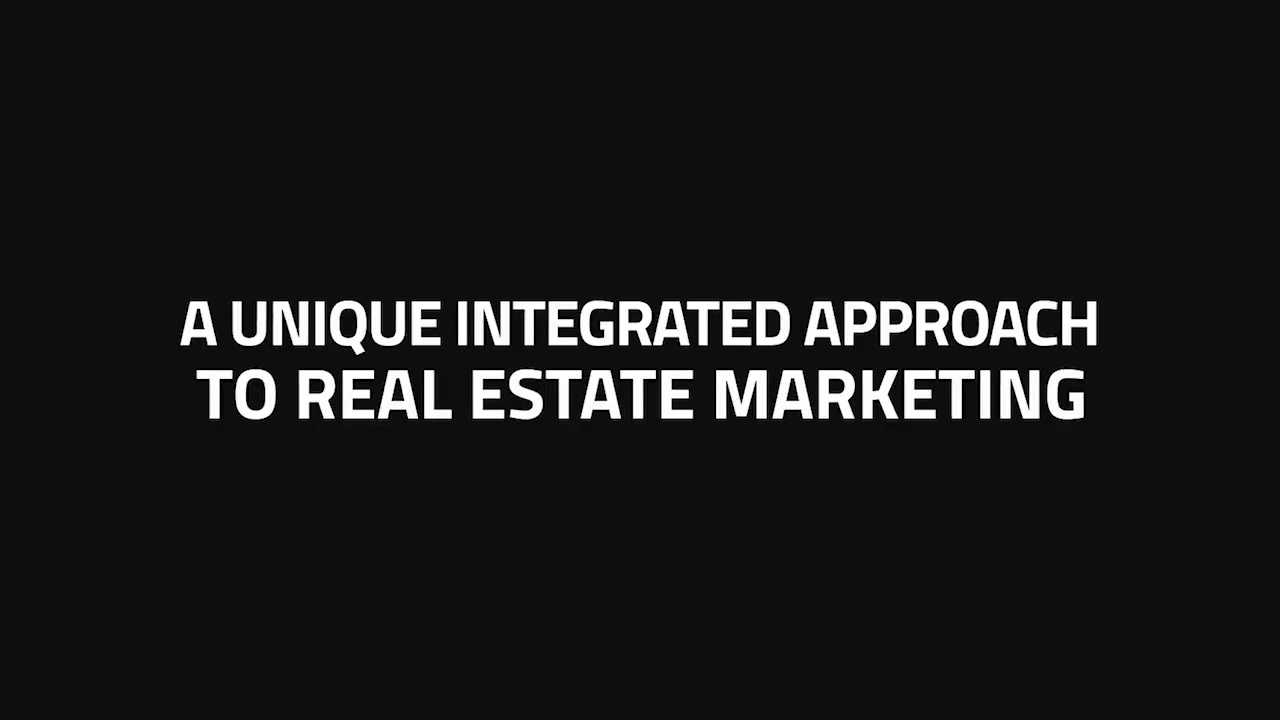 A UNIQUE INTEGRATED APPROACH
TO REAL ESTATE MARKETING